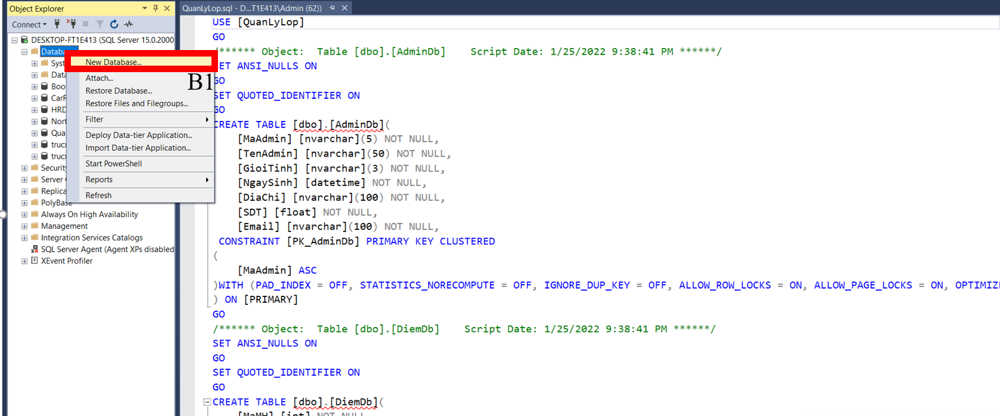 Object Explorer
Connect
DESKTOP-FT1E413 (SQL Server 15.0.2000
Databa
Syst
Data
Boo
CarR
HRD
Nort
Qua
trucx
truc
Security
Server
Replica
PolyBase
Always On High Availability
Management
Integration Services Catalogs
SQL Server Agent (Agent XPs disabled
XEvent Profiler
New Database...
B1
Attach...
Restore Database...
Restore Files and Filegroups...
Filter
Deploy Data-tier Application...
Import Data-tier Application...
Start PowerShell
Reports
Refresh
QuanLyLop.sql - D...T1E413\Admin (62))
USE [QuanLyLop]
GO
/****** Object:  Table [dbo].[AdminDb]    Script Date: 1/25/2022 9:38:41 PM ******/
ET ANSI_NULLS ON
GO
SET QUOTED_IDENTIFIER ON
GO
CREATE TABLE [dbo].[AdminDb](
[MaAdmin] [nvarchar](5) NOT NULL,
[TenAdmin] [nvarchar](50) NOT NULL,
[GioiTinh] [nvarchar](3) NOT NULL,
[NgaySinh] [datetime] NOT NULL,
[DiaChi] [nvarchar](100) NOT NULL,
[SDT] [float] NOT NULL,
[Email] [nvarchar](100) NOT NULL,
CONSTRAINT [PK_AdminDb] PRIMARY KEY CLUSTERED
(
[MaAdmin] ASC
)WITH (PAD_INDEX = OFF, STATISTICS_NORECOMPUTE = OFF, IGNORE_DUP_KEY = OFF, ALLOW_ROW_LOCKS = ON, ALLOW_PAGE_LOCKS = ON, OPTIMIZ
) ON [PRIMARY]
GO
/****** Object:  Table [dbo].[DiemDb]    Script Date: 1/25/2022 9:38:41 PM ******/
SET ANSI_NULLS ON
GO
SET QUOTED_IDENTIFIER ON
GO
CREATE TABLE [dbo].[DiemDb](
[MaMH] [int] NOT NULL